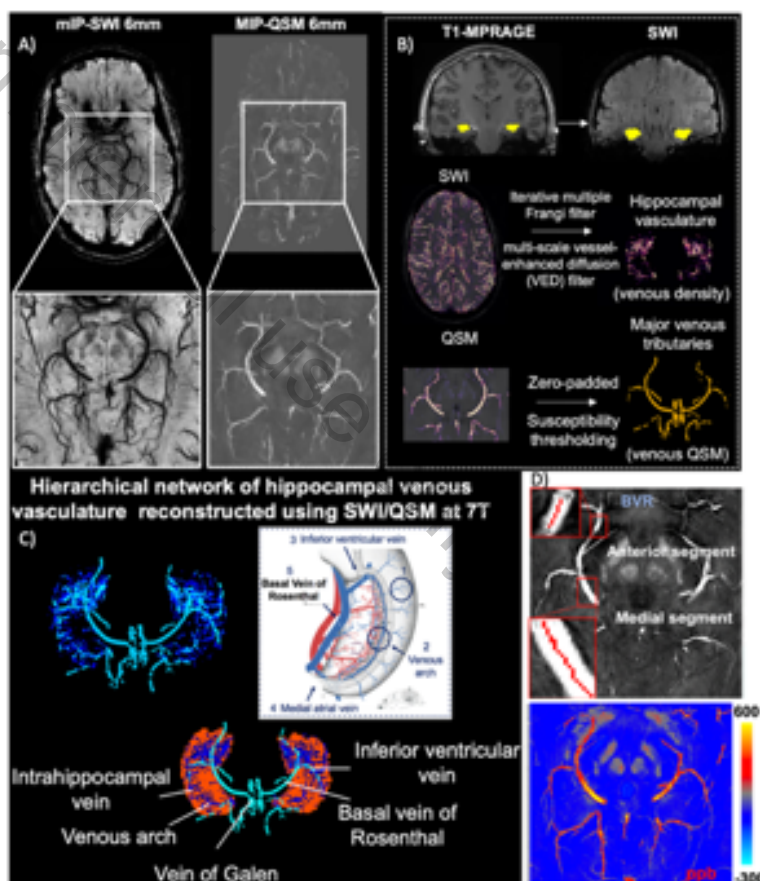 mIP-SWI 6mm
MIP-QSM 6mm
A)
B)
T1-MPRAGE
SWI
SWI
Iterative multiple
Frangi filter
multi-scale vessel-
enhanced diffusion
(VED) filter
Hippocampal
vasculature
(venous density)
QSM
Zero-padded
Susceptibility
thresholding
Major venous
tributaries
(venous QSM)
Hierarchical network of hippocampal venous
vasculature reconstructed using SWI/QSM at 7T
C)
3 Inferior ventricular vein
5
Basal Vein of
Rosenthal
2
Venous
arch
4 Medial atrial vein
Intrahippocampal
vein
Venous arch
Vein of Galen
Inferior ventricular
vein
Basal vein of
Rosenthal
D)
BVR
Anterior segment
Medial segment
600
-300
ppb
use